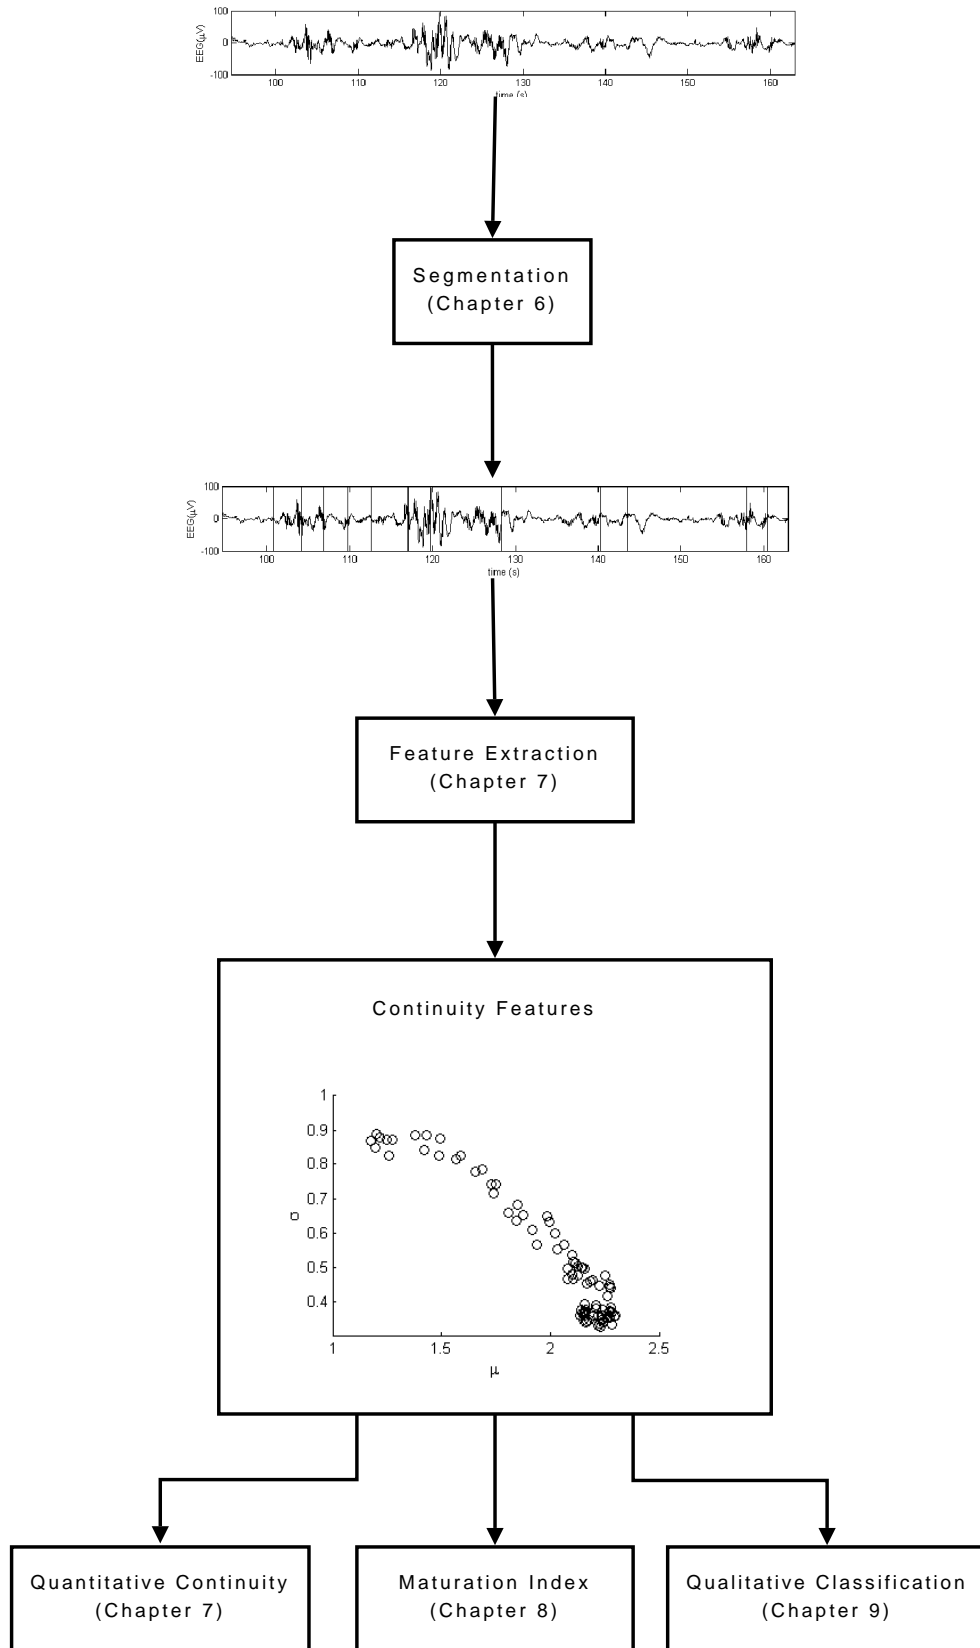 100
0
-100
EEG(µV)
100 110 120 130 140 150 160
time (s)
Segmentation
(Chapter 6)
100
0
-100
EEG(µV)
100 110 120 130 140 150 160
time (s)
Feature Extraction
(Chapter 7)
Continuity Features
1
0.9
0.8
0.7
0.6
0.5
0.4
σ
1 1.5 2 2.5
µ
Quantitative Continuity
(Chapter 7)
Maturation Index
(Chapter 8)
Qualitative Classification
(Chapter 9)